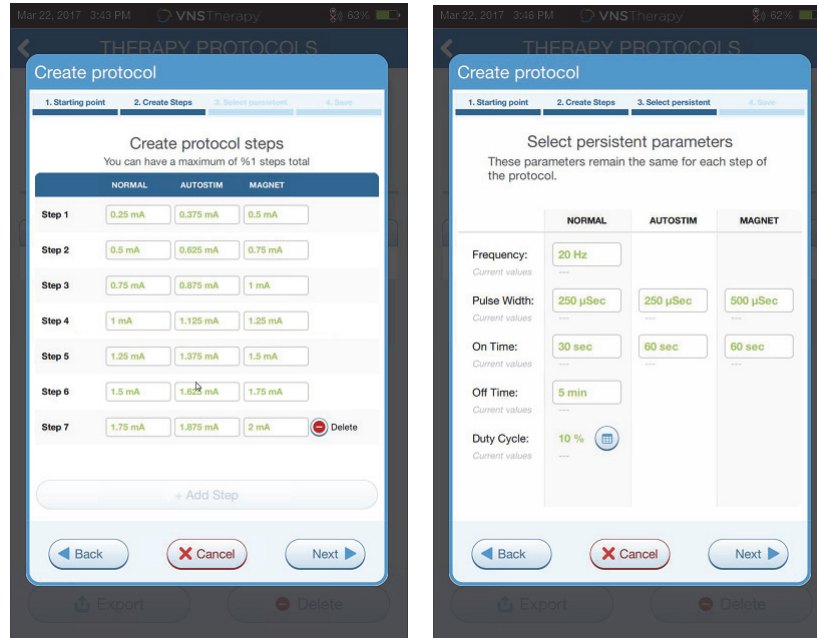 Mar 22, 2017 3:43 PM VNSTherapy 63%
THERAPY PROTOCOLS
Create protocol
1. Starting point 2. Create Steps 3. Select persistent 4. Save
Create protocol steps
You can have a maximum of %1 steps total
NORMAL AUTOSTIM MAGNET
Step 1 0.25 mA 0.375 mA 0.5 mA
Step 2 0.5 mA 0.625 mA 0.75 mA
Step 3 0.75 mA 0.875 mA 1 mA
Step 4 1 mA 1.125 mA 1.25 mA
Step 5 1.25 mA 1.375 mA 1.5 mA
Step 6 1.5 mA 1.625 mA 1.75 mA
Step 7 1.75 mA 1.875 mA 2 mA Delete
+ Add Step
Back Cancel Next
Export Delete
Mar 22, 2017 3:46 PM VNSTherapy 62%
THERAPY PROTOCOLS
Create protocol
1. Starting point 2. Create Steps 3. Select persistent 4. Save
Select persistent parameters
These parameters remain the same for each step of
the protocol.
NORMAL AUTOSTIM MAGNET
Frequency: 20 Hz
Current values ---
Pulse Width: 250 µSec 250 µSec 500 µSec
Current values --- --- ---
On Time: 30 sec 60 sec 60 sec
Current values --- --- ---
Off Time: 5 min
Current values ---
Duty Cycle: 10 %
Current values ---
Back Cancel Next
Export Delete